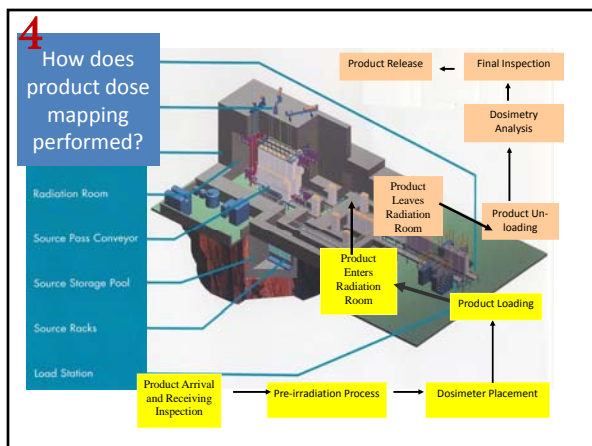 4
How does
product dose
mapping
performed?
Radiation Room
Source Pass Conveyor
Source Storage Pool
Source Racks
Load Station
Product Release
Final Inspection
Dosimetry
Analysis
Product Un-
loading
Product
Leaves
Radiation
Room
Product
Enters
Radiation
Room
Product Loading
Product Arrival
and Receiving
Inspection
Pre-irradiation Process
Dosimeter Placement